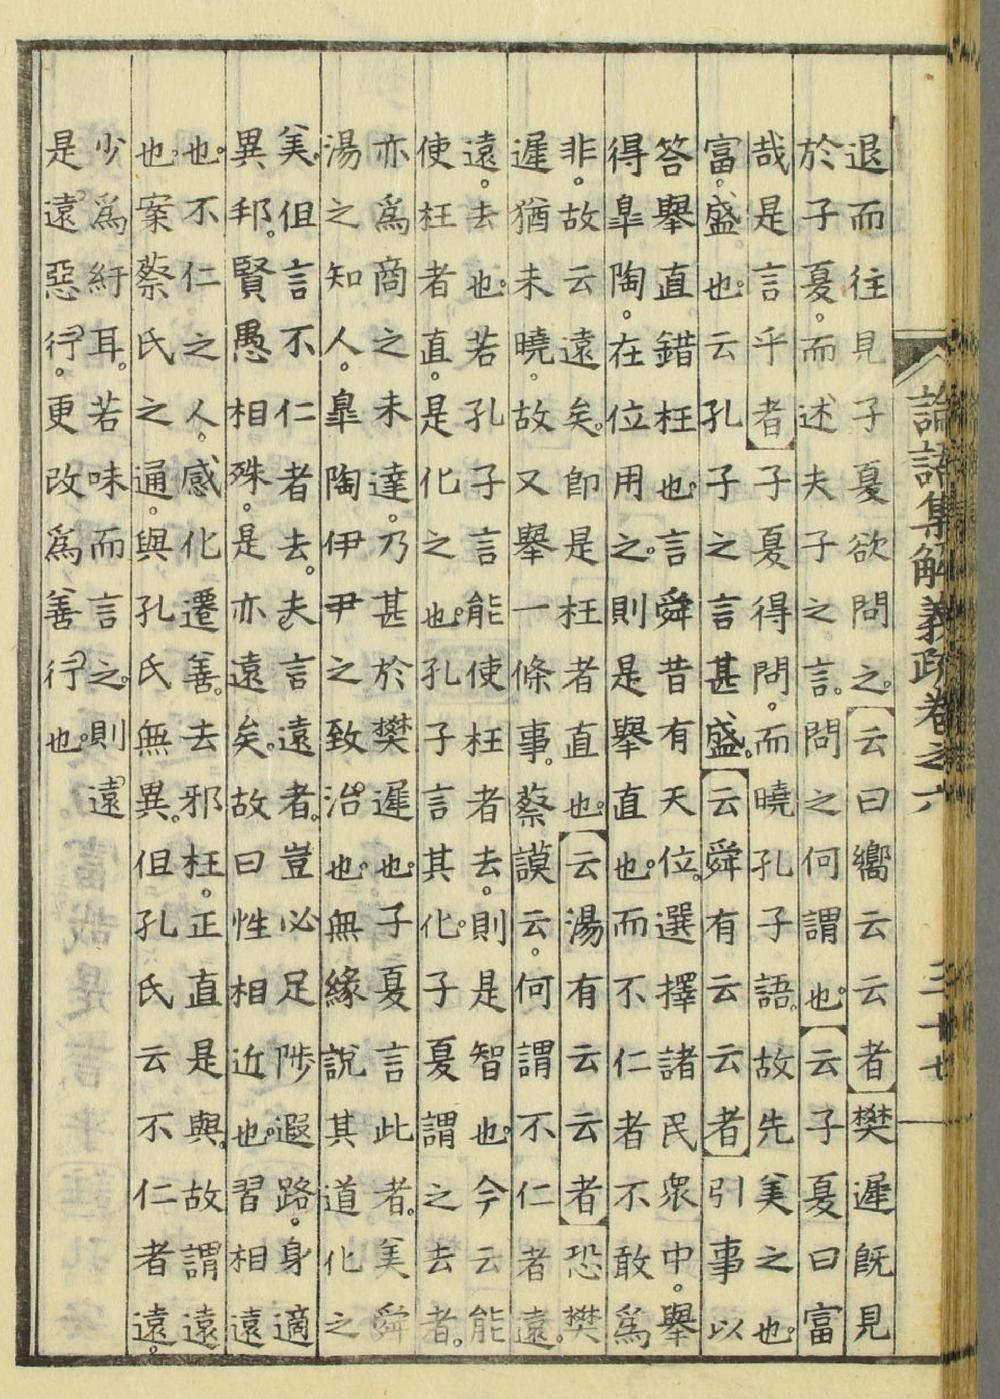 論語集解義疏卷之六 三十七
退而往見子夏欲問之。云曰嚮云云者樊遲既見
於子夏。而述夫子之言。問之何謂也。云子夏曰富
哉是言乎者子夏得問。而曉孔子語。故先美之也。
富。盛也。云孔子之言甚盛。云舜有云云者引事以
答舉直錯枉也。言舜昔有天位。選擇諸民衆中。舉
得皐陶。在位用之。則是舉直也。而不仁者不敢爲
非。故云遠矣。卽是枉者直也。云湯有云云者恐樊
遲猶未曉。故又舉一條事。蔡謨云。何謂不仁者遠。
遠。去也。若孔子言能使枉者去。則是智也。今云能
使枉者直。是化之也。孔子言其化。子夏謂之去者。
亦爲商之未達。乃甚於樊遲也。子夏言此者。美舜
湯之知人。皐陶伊尹之致治也。無緣說其道化之
美。但言不仁者去。夫言遠者。豈必足陟遐路。身適
異邦。賢愚相殊。是亦遠矣。故曰性相近也。習相遠
也。不仁之人。感化遷善。去邪枉。正直是與。故謂遠
也。案蔡氏之通。與孔氏無異。但孔氏云不仁者遠。
少爲紆耳。若味而言之。則遠
是遠惡行。更改爲善行也。